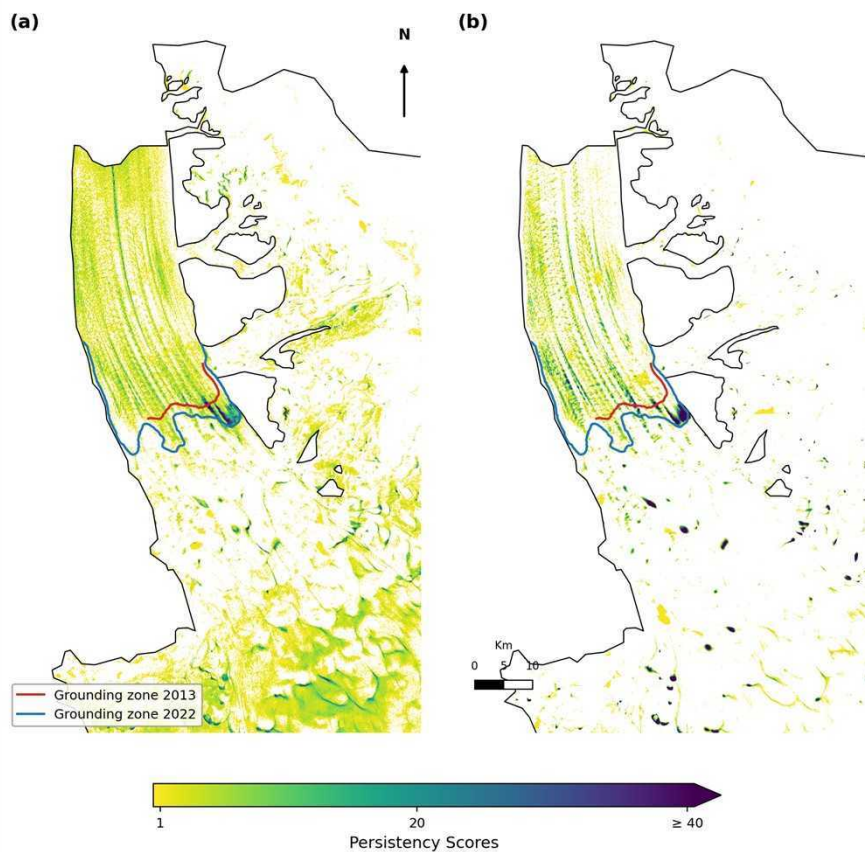 (a)
N
(b)
Km
0 5 10
Grounding zone 2013
Grounding zone 2022
1 20 ≥ 40
Persistency Scores